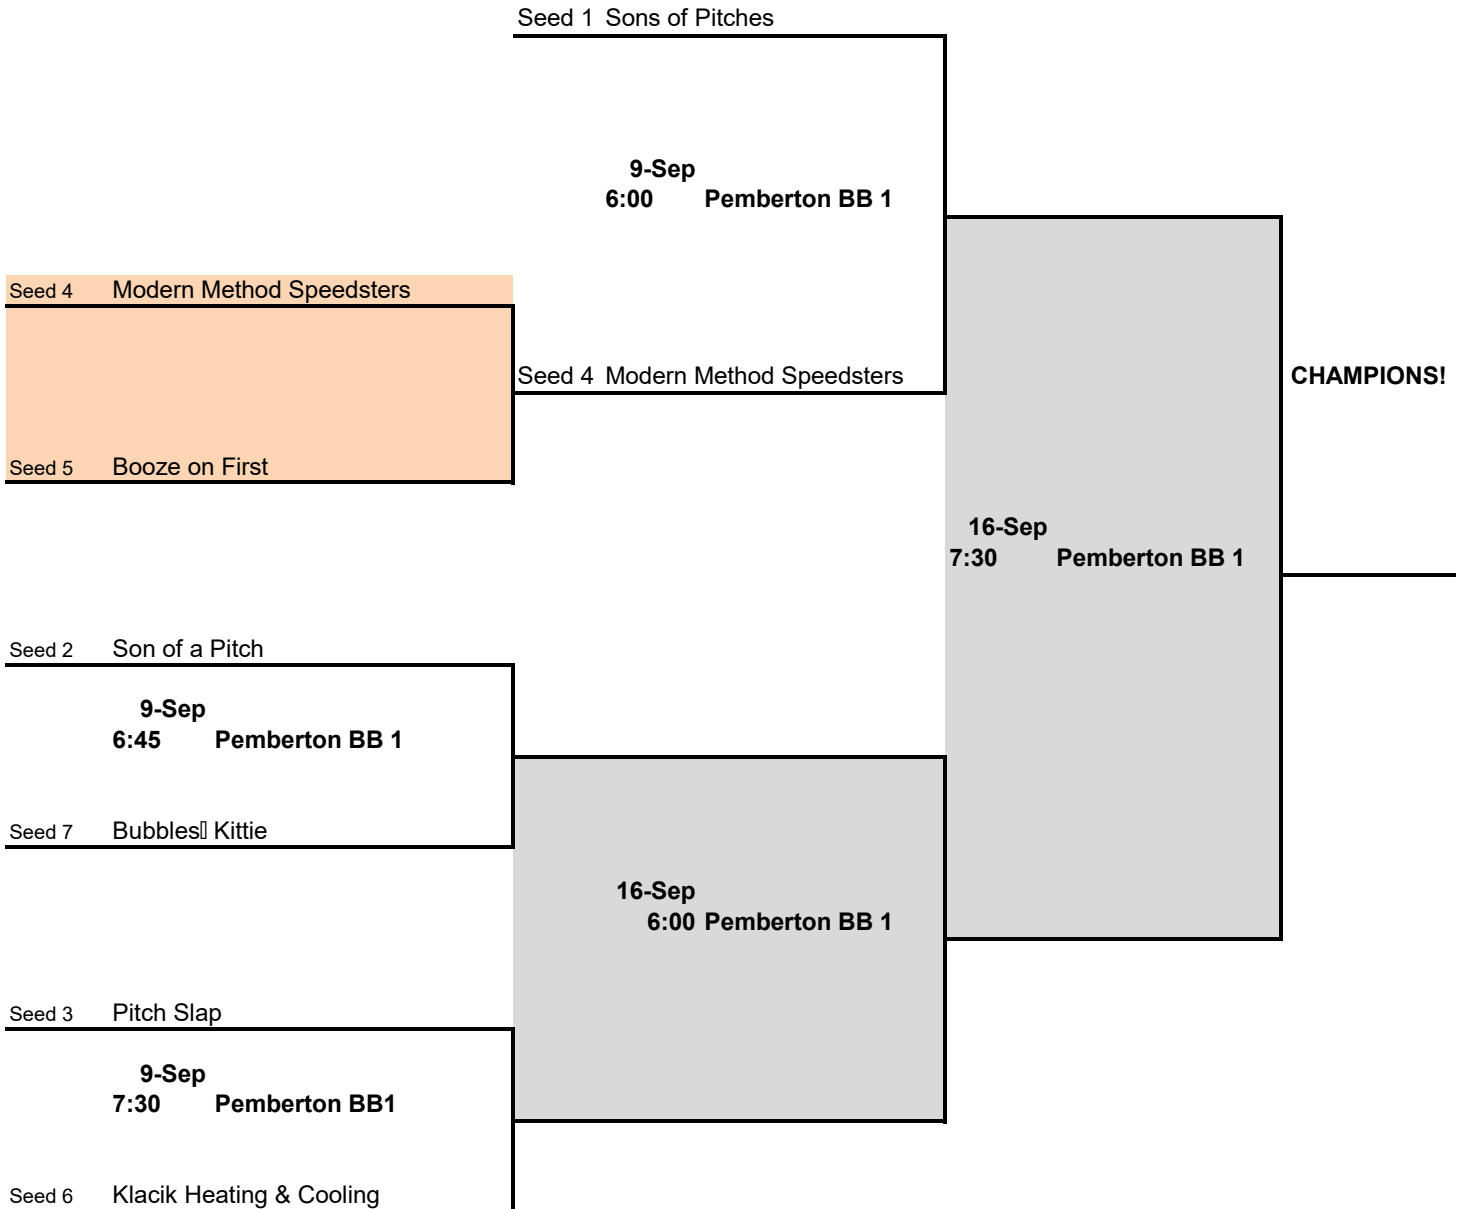 Seed 1 Sons of Pitches
9-Sep
6:00 Pemberton BB 1
Seed 4 Modern Method Speedsters
Seed 4 Modern Method Speedsters
CHAMPIONS!
Seed 5 Booze on First
16-Sep
7:30 Pemberton BB 1
Seed 2 Son of a Pitch
9-Sep
6:45 Pemberton BB 1
Seed 7 Bubbles▯ Kittie
16-Sep
6:00 Pemberton BB 1
Seed 3 Pitch Slap
9-Sep
7:30 Pemberton BB1
Seed 6 Klacik Heating & Cooling